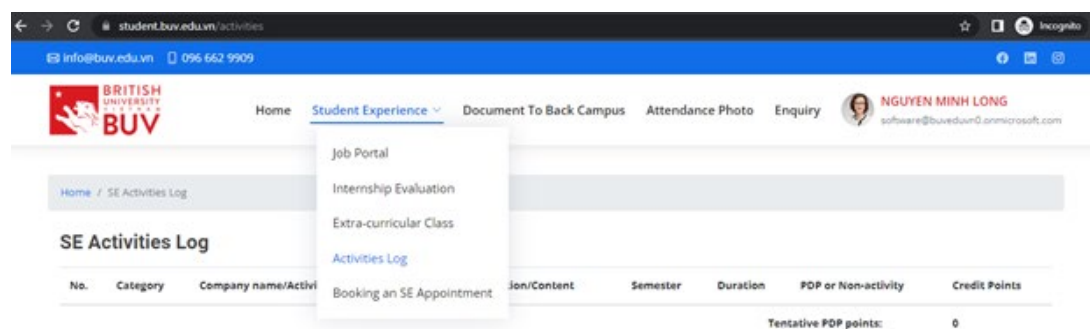 student.buv.edu.vn/activities
Incognito
info@buv.edu.vn 096 662 9909
BRITISH
UNIVERSITY
VIETNAM
BUV
Home Student Experience Document To Back Campus Attendance Photo Enquiry
NGUYEN MINH LONG
software@buveduvn0.onmicrosoft.com
Job Portal
Internship Evaluation
Extra-curricular Class
Activities Log
Booking an SE Appointment
Home / SE Activities Log
SE Activities Log
No. Category Company name/Activi ion/Content Semester Duration PDP or Non-activity Credit Points
Tentative PDP points: 0